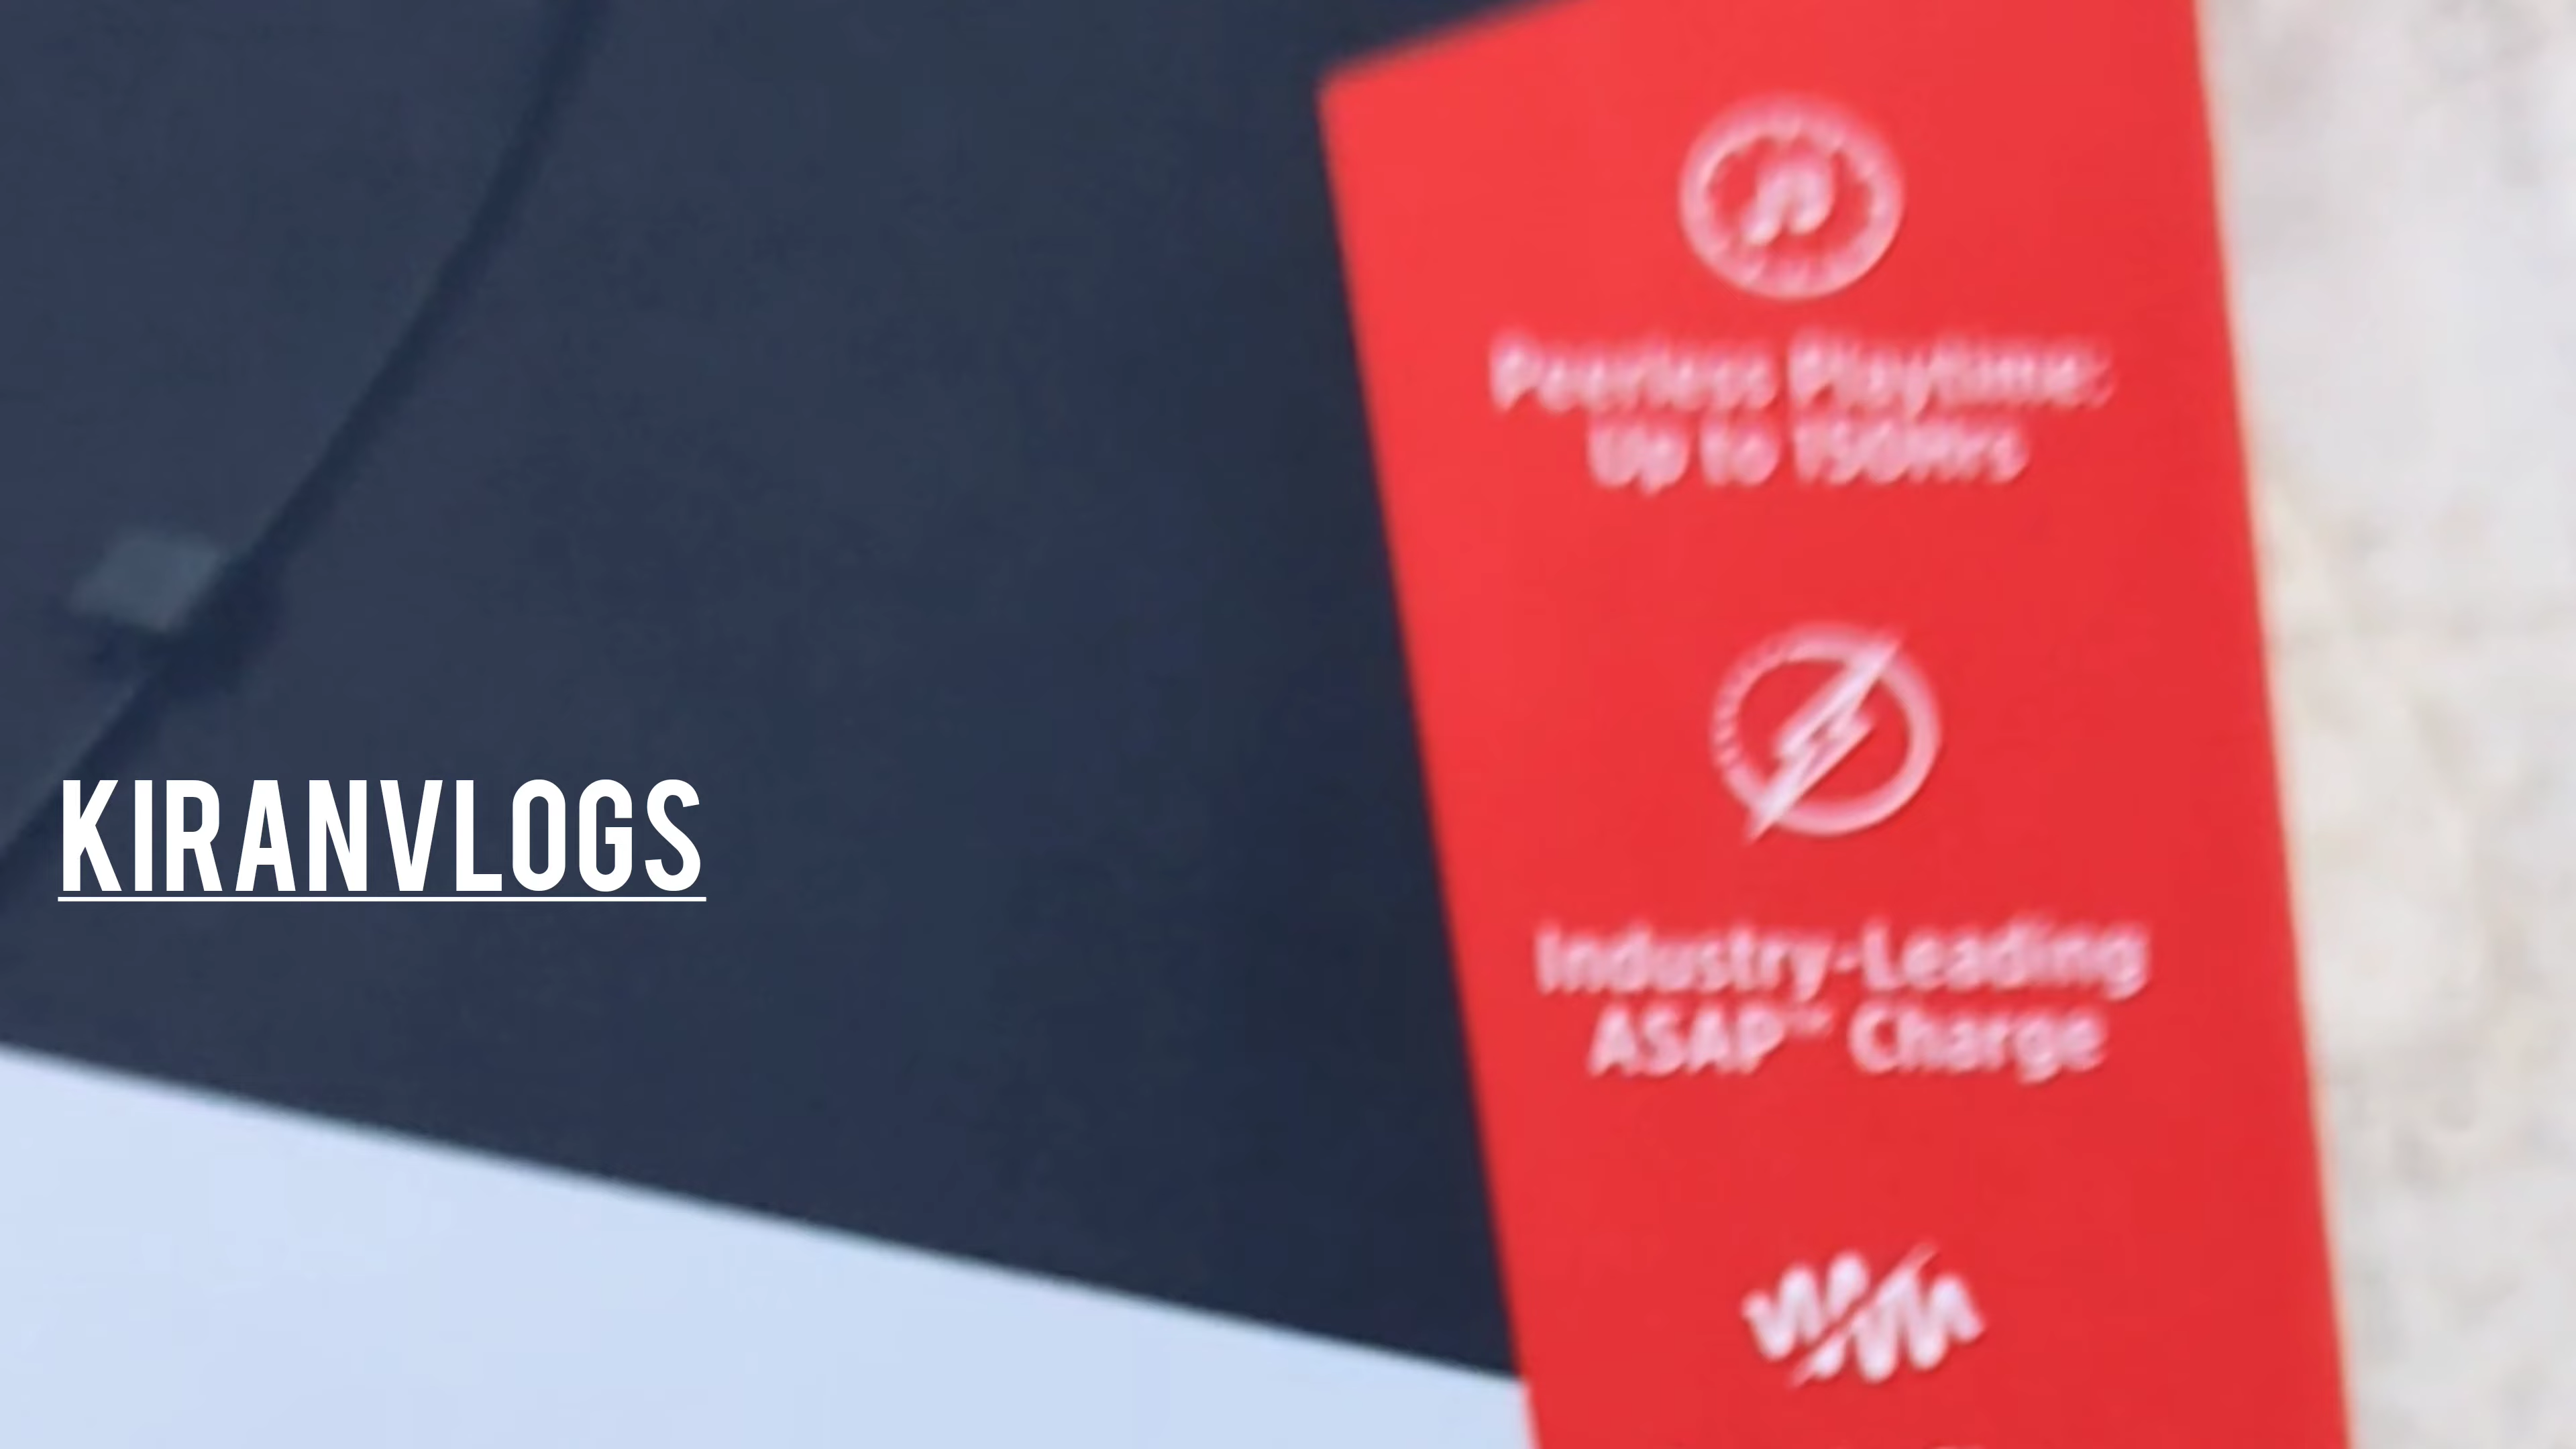 KIRANVLOGS
Peerless Playtime:
Up to 150Hrs
Industry-Leading
ASAP™ Charge